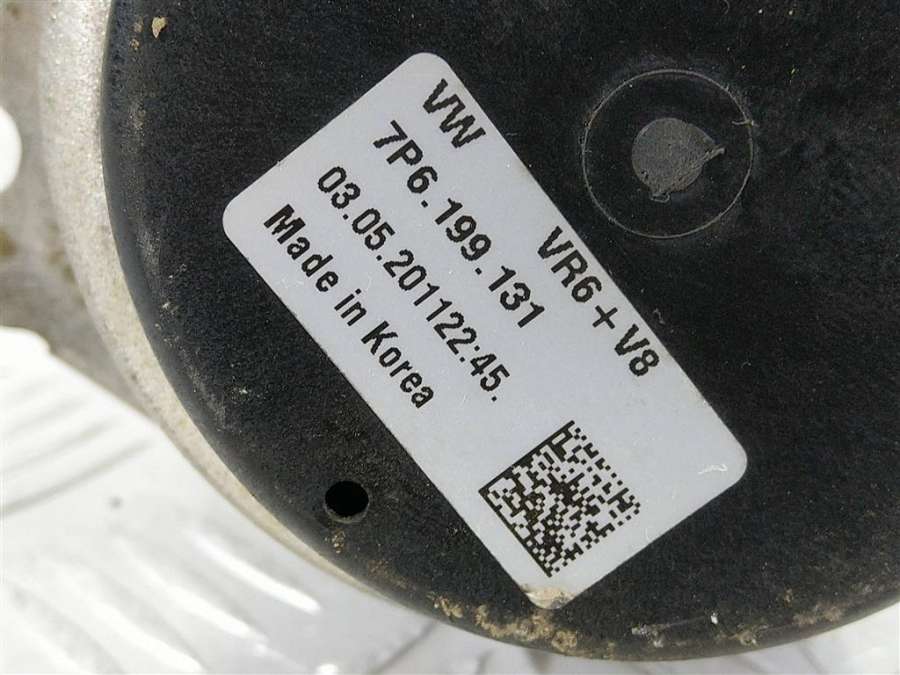 VW VR6 + V8
7P6.199.131
03.05.201122:45.
Made in Korea